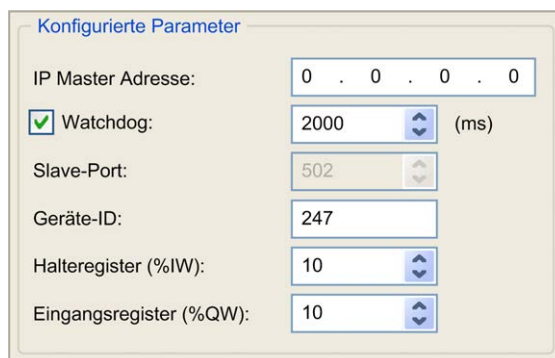 Konfigurierte Parameter
IP Master Adresse: 0 . 0 . 0 . 0
Watchdog: 2000 (ms)
Slave-Port: 502
Geräte-ID: 247
Halteregister (%IW): 10
Eingangsregister (%QW): 10